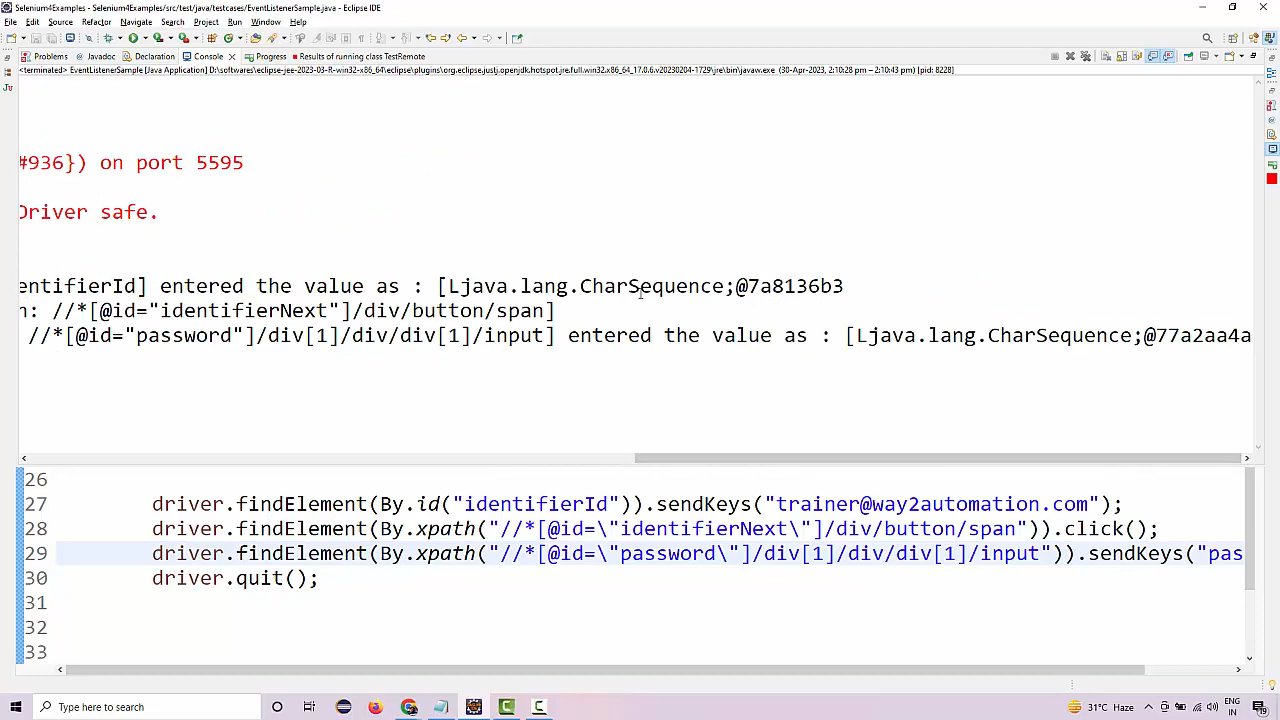 Selenium4Examples - Selenium4Examples/src/test/java/testcases/EventListenerSample.java - Eclipse IDE
File Edit Source Refactor Navigate Search Project Run Window Help
Problems Javadoc Declaration Console Progress Results of running class TestRemote
<terminated> EventListenerSample [Java Application] D:\softwares\eclipse-jee-2023-03-R-win32-x86_64\eclipse\plugins\org.eclipse.justj.openjdk.hotspot.jre.full.win32.x86_64_17.0.6.v20230204-1729\jre\bin\javaw.exe (30-Apr-2023, 2:10:28 pm – 2:10:43 pm) [pid: 8228]
#936}) on port 5595
Driver safe.
entifierId] entered the value as : [Ljava.lang.CharSequence;@7a8136b3
n: //*[@id="identifierNext"]/div/button/span]
//*[@id="password"]/div[1]/div/div[1]/input] entered the value as : [Ljava.lang.CharSequence;@77a2aa4a
26
27 driver.findElement(By.id("identifierId")).sendKeys("trainer@way2automation.com");
28 driver.findElement(By.xpath("//*[@id=\"identifierNext\"]/div/button/span")).click();
29 driver.findElement(By.xpath("//*[@id=\"password\"]/div[1]/div/div[1]/input")).sendKeys("pas
30 driver.quit();
31
32
33
Type here to search
31°C Haze
ENG
IN
19